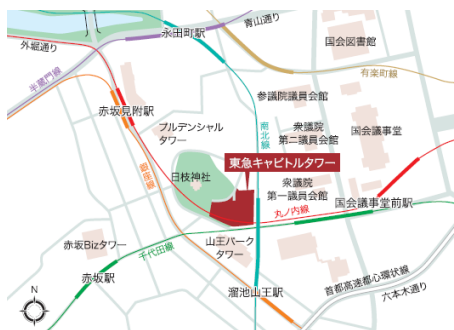 外堀通り
永田町駅
青山通り
国会図書館
半蔵門線
有楽町線
赤坂見附駅
参議院議員会館
プルデンシャル
タワー
南北線
衆議院
第二議員会館
国会議事堂
東急キャピトルタワー
銀座線
日枝神社
衆議院
第一議員会館
丸ノ内線
国会議事堂前駅
赤坂Bizタワー
千代田線
山王パーク
タワー
赤坂駅
溜池山王駅
首都高速都心環状線
六本木通り
N